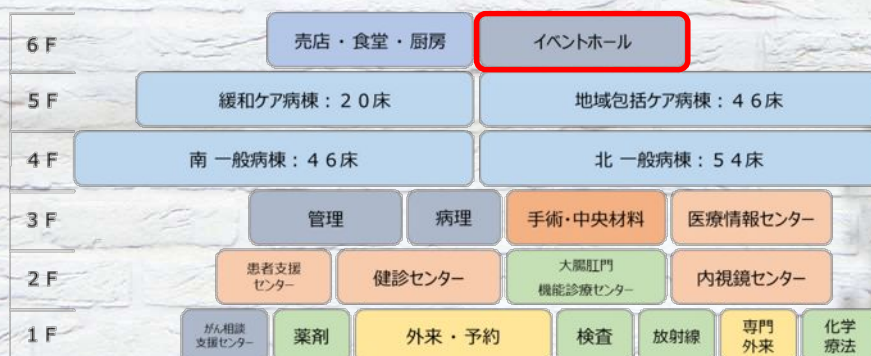 6F
売店・食堂・厨房
イベントホール
5F
緩和ケア病棟：20床
地域包括ケア病棟：46床
4F
南 一般病棟：46床
北 一般病棟：54床
3F
管理
病理
手術・中央材料
医療情報センター
2F
患者支援
センター
健診センター
大腸肛門
機能診療センター
内視鏡センター
1F
がん相談
支援センター
薬剤
外来・予約
検査
放射線
専門
外来
化学
療法